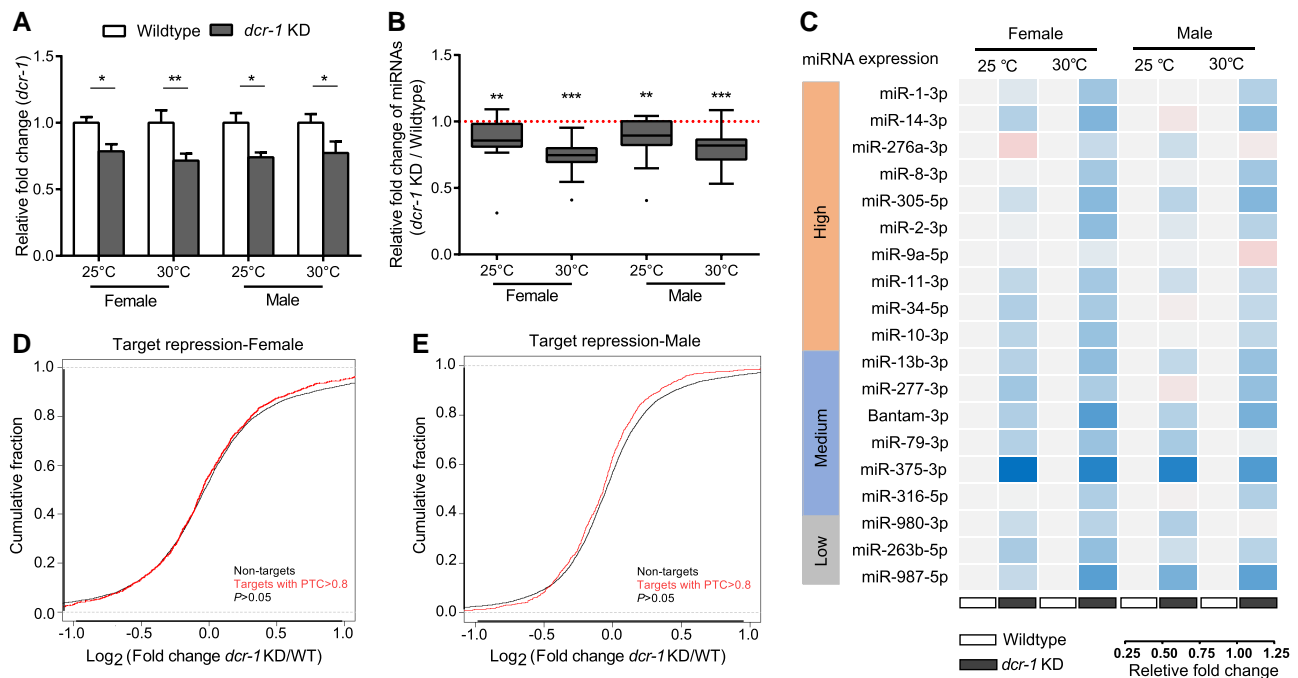 A
Wildtype
dcr-1 KD
Relative fold change (dcr-1)
1.5
1.0
0.5
0.0
*
**
*
*
25°C
30°C
25°C
30°C
Female
Male
B
Relative fold change of miRNAs
(dcr-1 KD / Wildtype)
1.5
1.0
0.5
0.0
**
***
**
***
25°C
30°C
25°C
30°C
Female
Male
C
Female
Male
miRNA expression
25 °C
30°C
25 °C
30°C
High
Medium
Low
miR-1-3p
miR-14-3p
miR-276a-3p
miR-8-3p
miR-305-5p
miR-2-3p
miR-9a-5p
miR-11-3p
miR-34-5p
miR-10-3p
miR-13b-3p
miR-277-3p
Bantam-3p
miR-79-3p
miR-375-3p
miR-316-5p
miR-980-3p
miR-263b-5p
miR-987-5p
Wildtype
dcr-1 KD
0.25 0.50 0.75 1.00 1.25
Reletive fold change
D
Target repression-Female
Cumulative fraction
1.0
0.8
0.6
0.4
0.2
0.0
Non-targets
Targets with PTC>0.8
P>0.05
-1.0 -0.5 0.0 0.5 1.0
Log2 (Fold change dcr-1 KD/WT)
E
Target repression-Male
Cumulative fraction
1.0
0.8
0.6
0.4
0.2
0.0
Non-targets
Targets with PTC>0.8
P>0.05
-1.0 -0.5 0.0 0.5 1.0
Log2 (Fold change dcr-1 KD/WT)